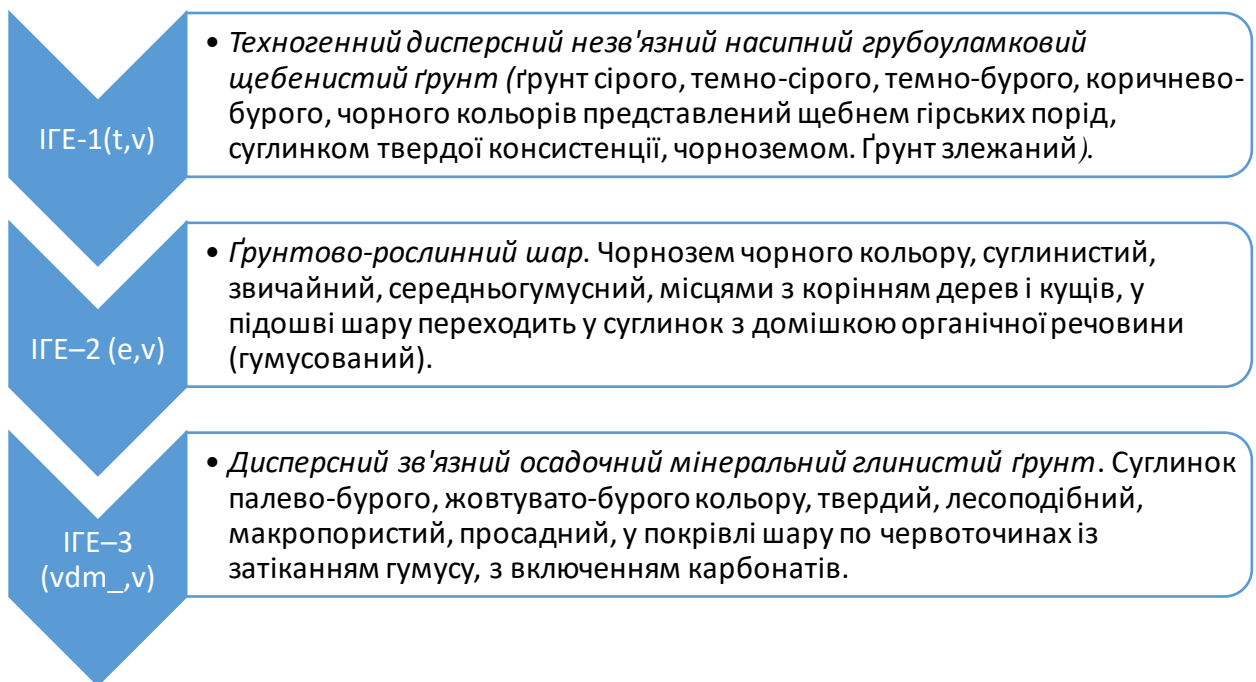 ІГЕ-1(t,v)
• Техногенний дисперсний незв'язний насипний грубоуламковий
щебенистий ґрунт (ґрунт сірого, темно-сірого, темно-бурого, коричнево-
бурого, чорного кольорів представлений щебнем гірських порід,
суглинком твердої консистенції, чорноземом. Ґрунт злежаний).
ІГЕ–2 (e,v)
• Ґрунтово-рослинний шар. Чорнозем чорного кольору, суглинистий,
звичайний, середньогумусний, місцями з корінням дерев і кущів, у
підошві шару переходить у суглинок з домішкою органічної речовини
(гумусований).
ІГЕ–3
(vdm_,v)
• Дисперсний зв'язний осадочний мінеральний глинистий ґрунт. Суглинок
палево-бурого, жовтувато-бурого кольору, твердий, лесоподібний,
макропористий, просадний, у покрівлі шару по червоточинах із
затіканням гумусу, з включенням карбонатів.